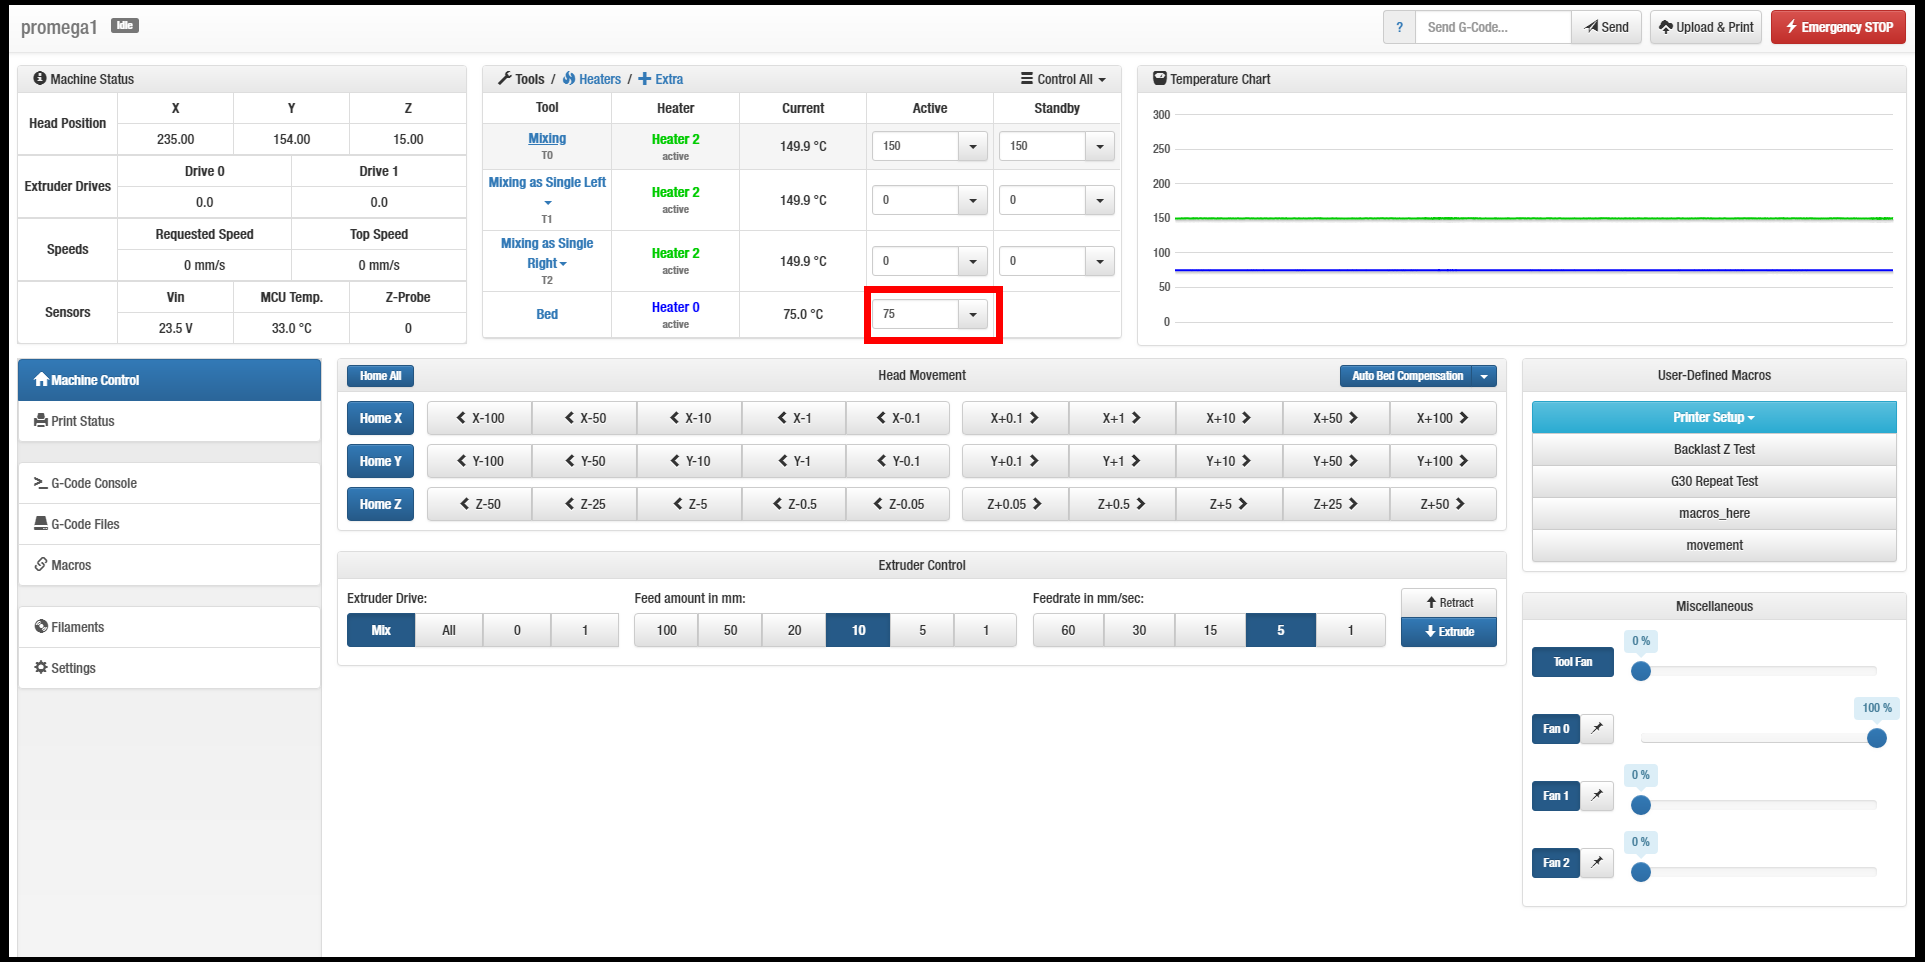 promega1 Idle
? Send G-Code... Send Upload & Print Emergency STOP
Machine Status
X Y Z
Head Position
235.00 154.00 15.00
Drive 0 Drive 1
Extruder Drives
0.0 0.0
Requested Speed Top Speed
Speeds
0 mm/s 0 mm/s
Vin MCU Temp. Z-Probe
Sensors
23.5 V 33.0 °C 0
Tools / Heaters / Extra Control All
Tool Heater Current Active Standby
Mixing Heater 2 149.9 °C 150 150
T0 active
Mixing as Single Left Heater 2 149.9 °C 0 0
T1 active
Mixing as Single Heater 2 149.9 °C 0 0
Right active
T2
Bed Heater 0 75.0 °C 75
active
Temperature Chart
300
250
200
150
100
50
0
Machine Control
Print Status
G-Code Console
G-Code Files
Macros
Filaments
Settings
Home All Head Movement Auto Bed Compensation
Home X X-100 X-50 X-10 X-1 X-0.1 X+0.1 X+1 X+10 X+50 X+100
Home Y Y-100 Y-50 Y-10 Y-1 Y-0.1 Y+0.1 Y+1 Y+10 Y+50 Y+100
Home Z Z-50 Z-25 Z-5 Z-0.5 Z-0.05 Z+0.05 Z+0.5 Z+5 Z+25 Z+50
Extruder Control
Extruder Drive: Feed amount in mm: Feedrate in mm/sec:
Mix All 0 1 100 50 20 10 5 1 60 30 15 5 1
Retract
Extrude
User-Defined Macros
Printer Setup
Backlast Z Test
G30 Repeat Test
macros_here
movement
Miscellaneous
0 %
Tool Fan
100 %
Fan 0
0 %
Fan 1
0 %
Fan 2